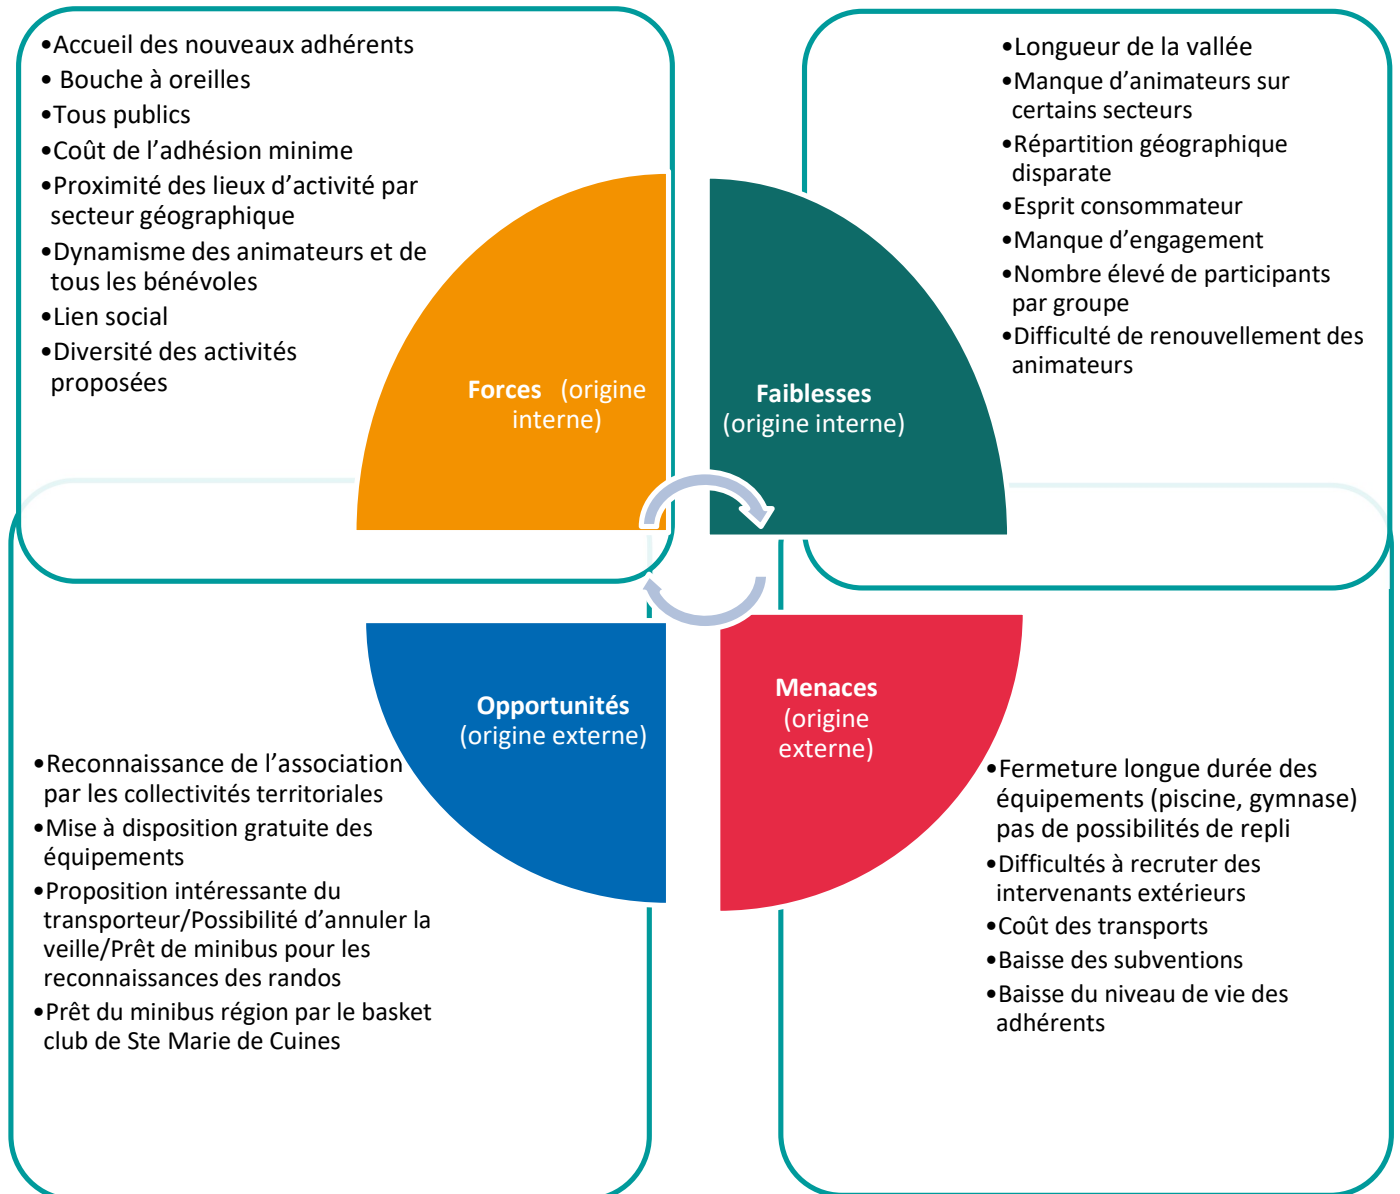 •Accueil des nouveaux adhérents
• Bouche à oreilles
•Tous publics
•Coût de l’adhésion minime
•Proximité des lieux d’activité par
secteur géographique
•Dynamisme des animateurs et de
tous les bénévoles
•Lien social
•Diversité des activités
proposées
Forces (origine
interne)
•Longueur de la vallée
•Manque d’animateurs sur
certains secteurs
•Répartition géographique
disparate
•Esprit consommateur
•Manque d’engagement
•Nombre élevé de participants
par groupe
•Difficulté de renouvellement des
animateurs
Faiblesses
(origine interne)
Opportunités
(origine externe)
•Reconnaissance de l’association
par les collectivités territoriales
•Mise à disposition gratuite des
équipements
•Proposition intéressante du
transporteur/Possibilité d’annuler la
veille/Prêt de minibus pour les
reconnaissances des randos
•Prêt du minibus région par le basket
club de Ste Marie de Cuines
Menaces
(origine
externe)
•Fermeture longue durée des
équipements (piscine, gymnase)
pas de possibilités de repli
•Difficultés à recruter des
intervenants extérieurs
•Coût des transports
•Baisse des subventions
•Baisse du niveau de vie des
adhérents